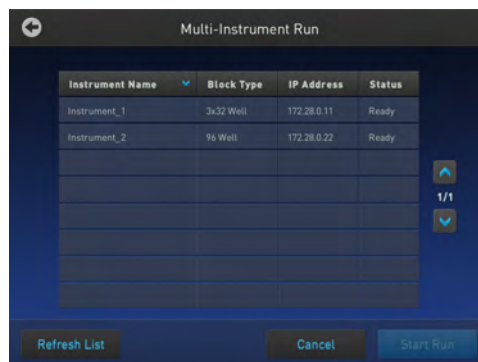 Multi-Instrument Run
Instrument Name Block Type IP Address Status
Instrument_1 3x32 Well 172.28.0.11 Ready
Instrument_2 96 Well 172.28.0.22 Ready
1/1
Refresh List Cancel Start Run